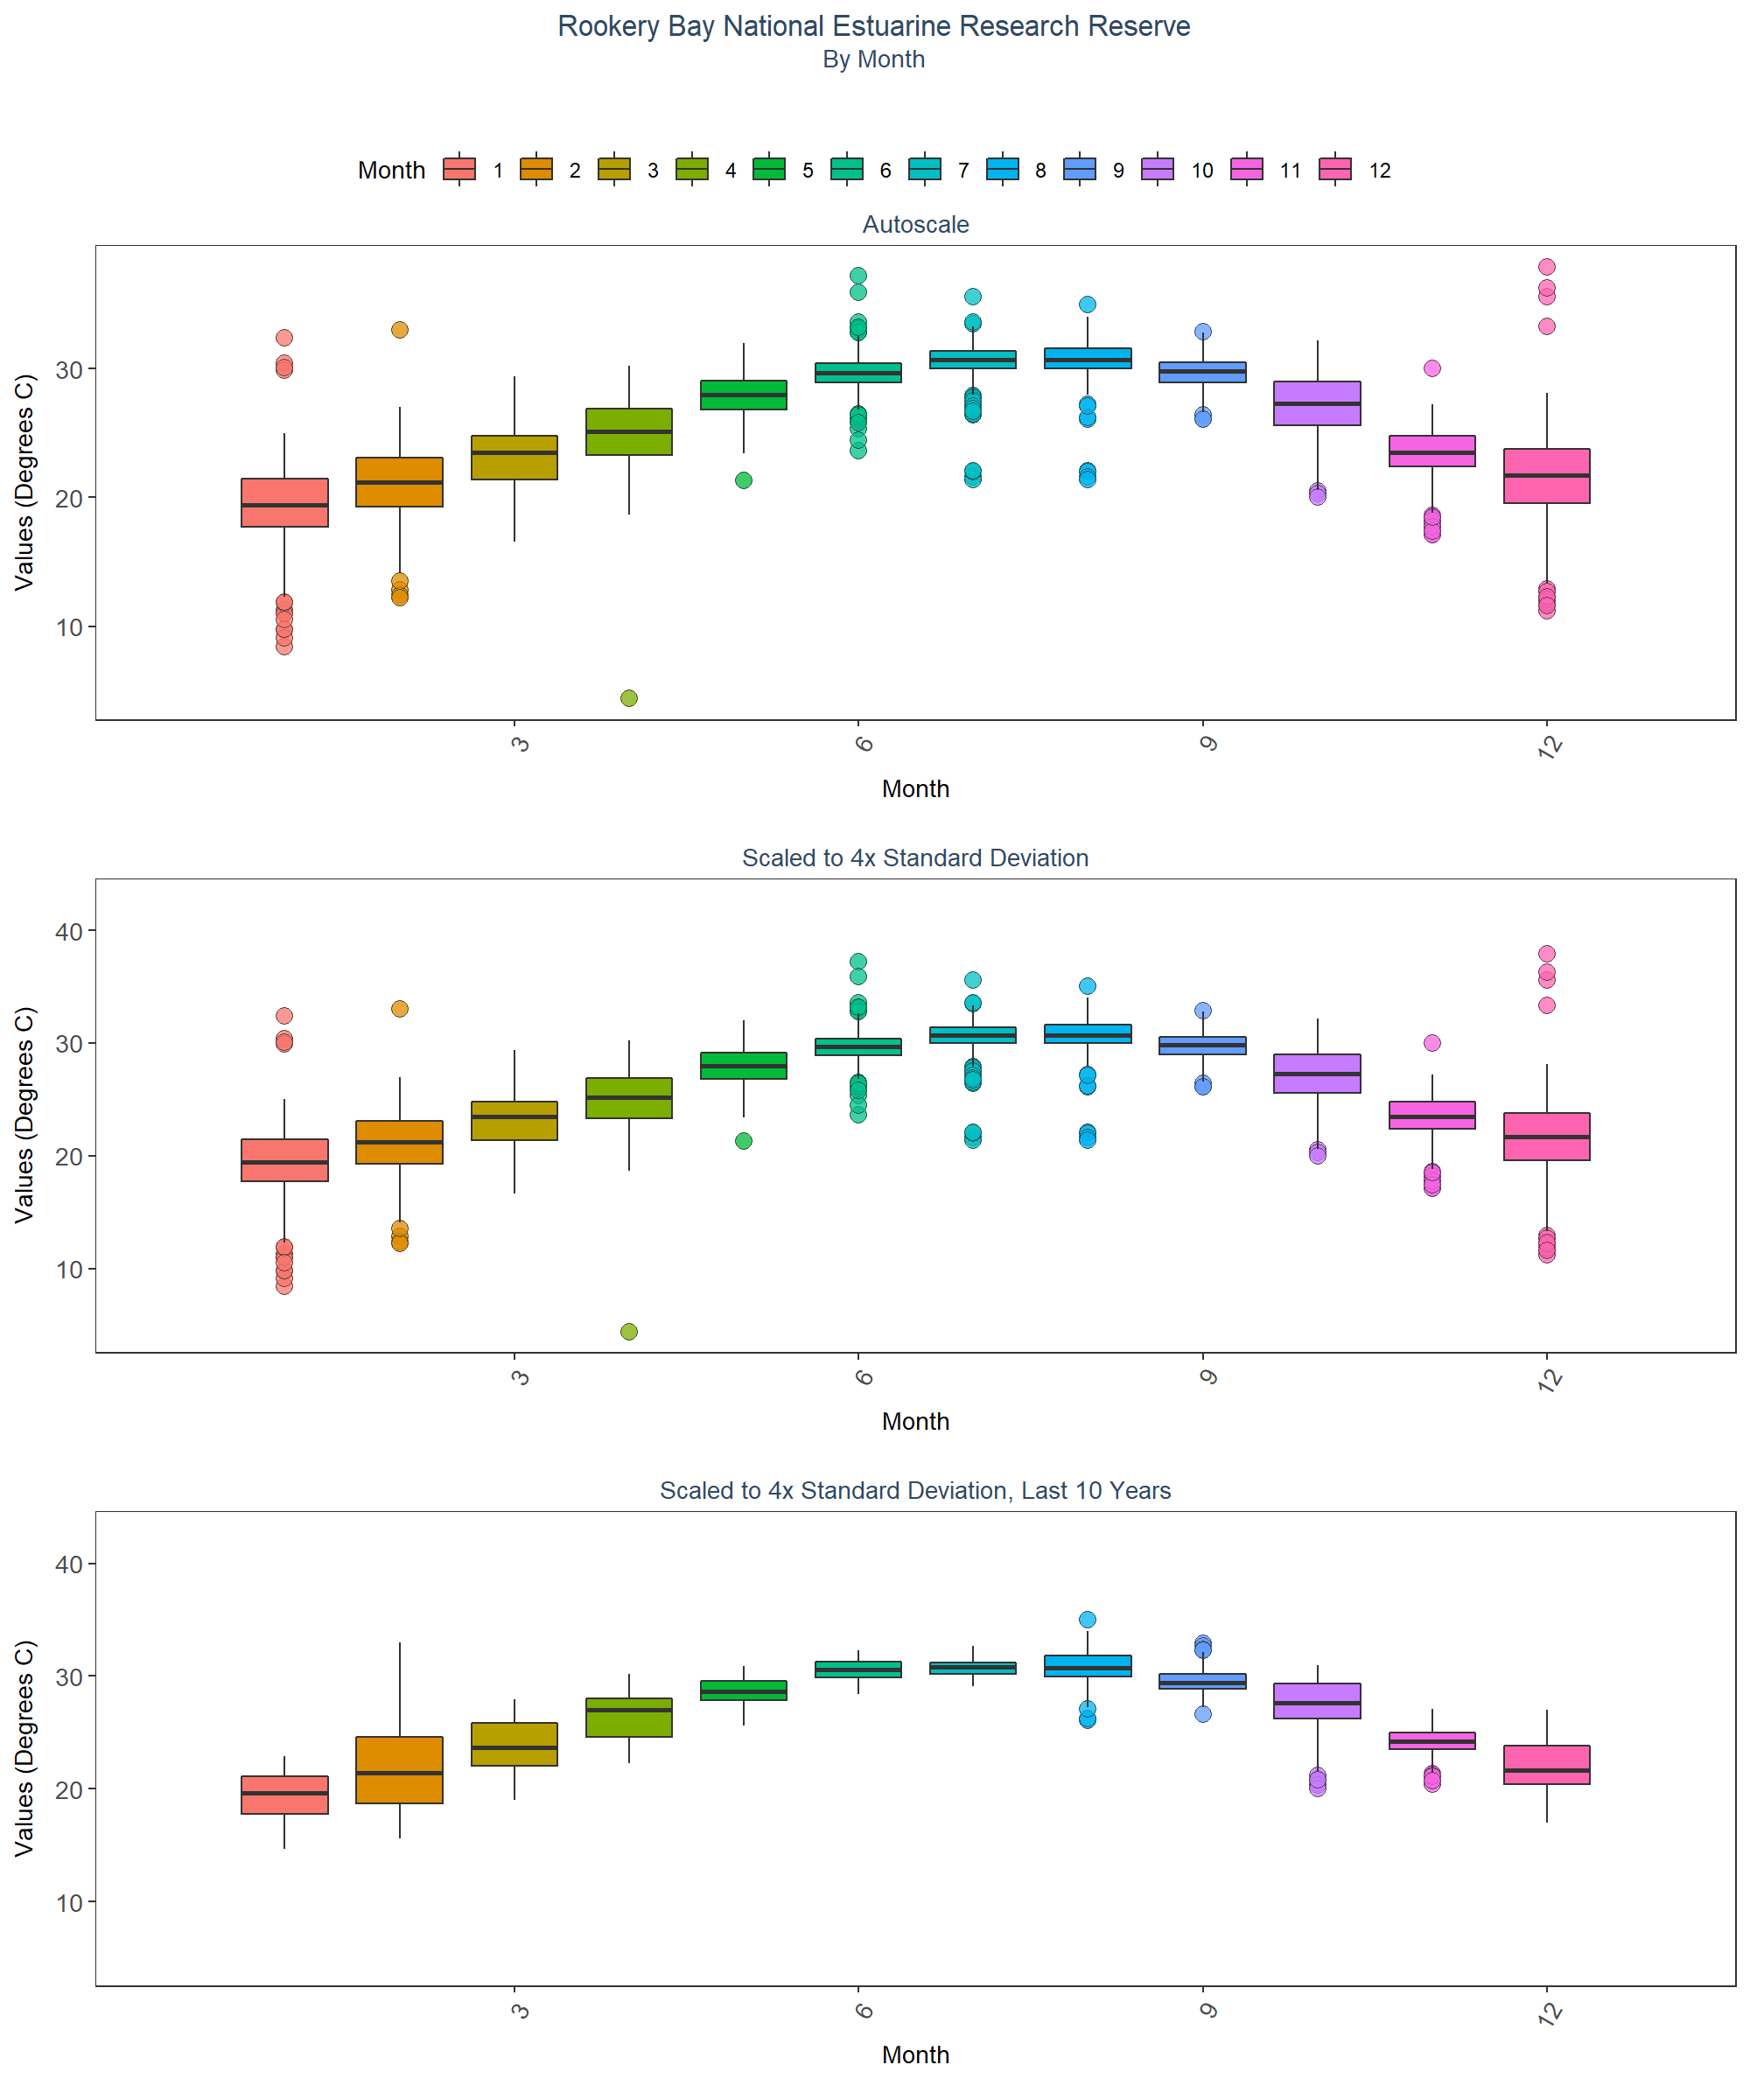 Rookery Bay National Estuarine Research Reserve
By Month
Month 1 2 3 4 5 6 7 8 9 10 11 12
Autoscale
Values (Degrees C)
30
20
10
3 6 9 12
Month
Scaled to 4x Standard Deviation
Values (Degrees C)
40
30
20
10
3 6 9 12
Month
Scaled to 4x Standard Deviation, Last 10 Years
Values (Degrees C)
40
30
20
10
3 6 9 12
Month